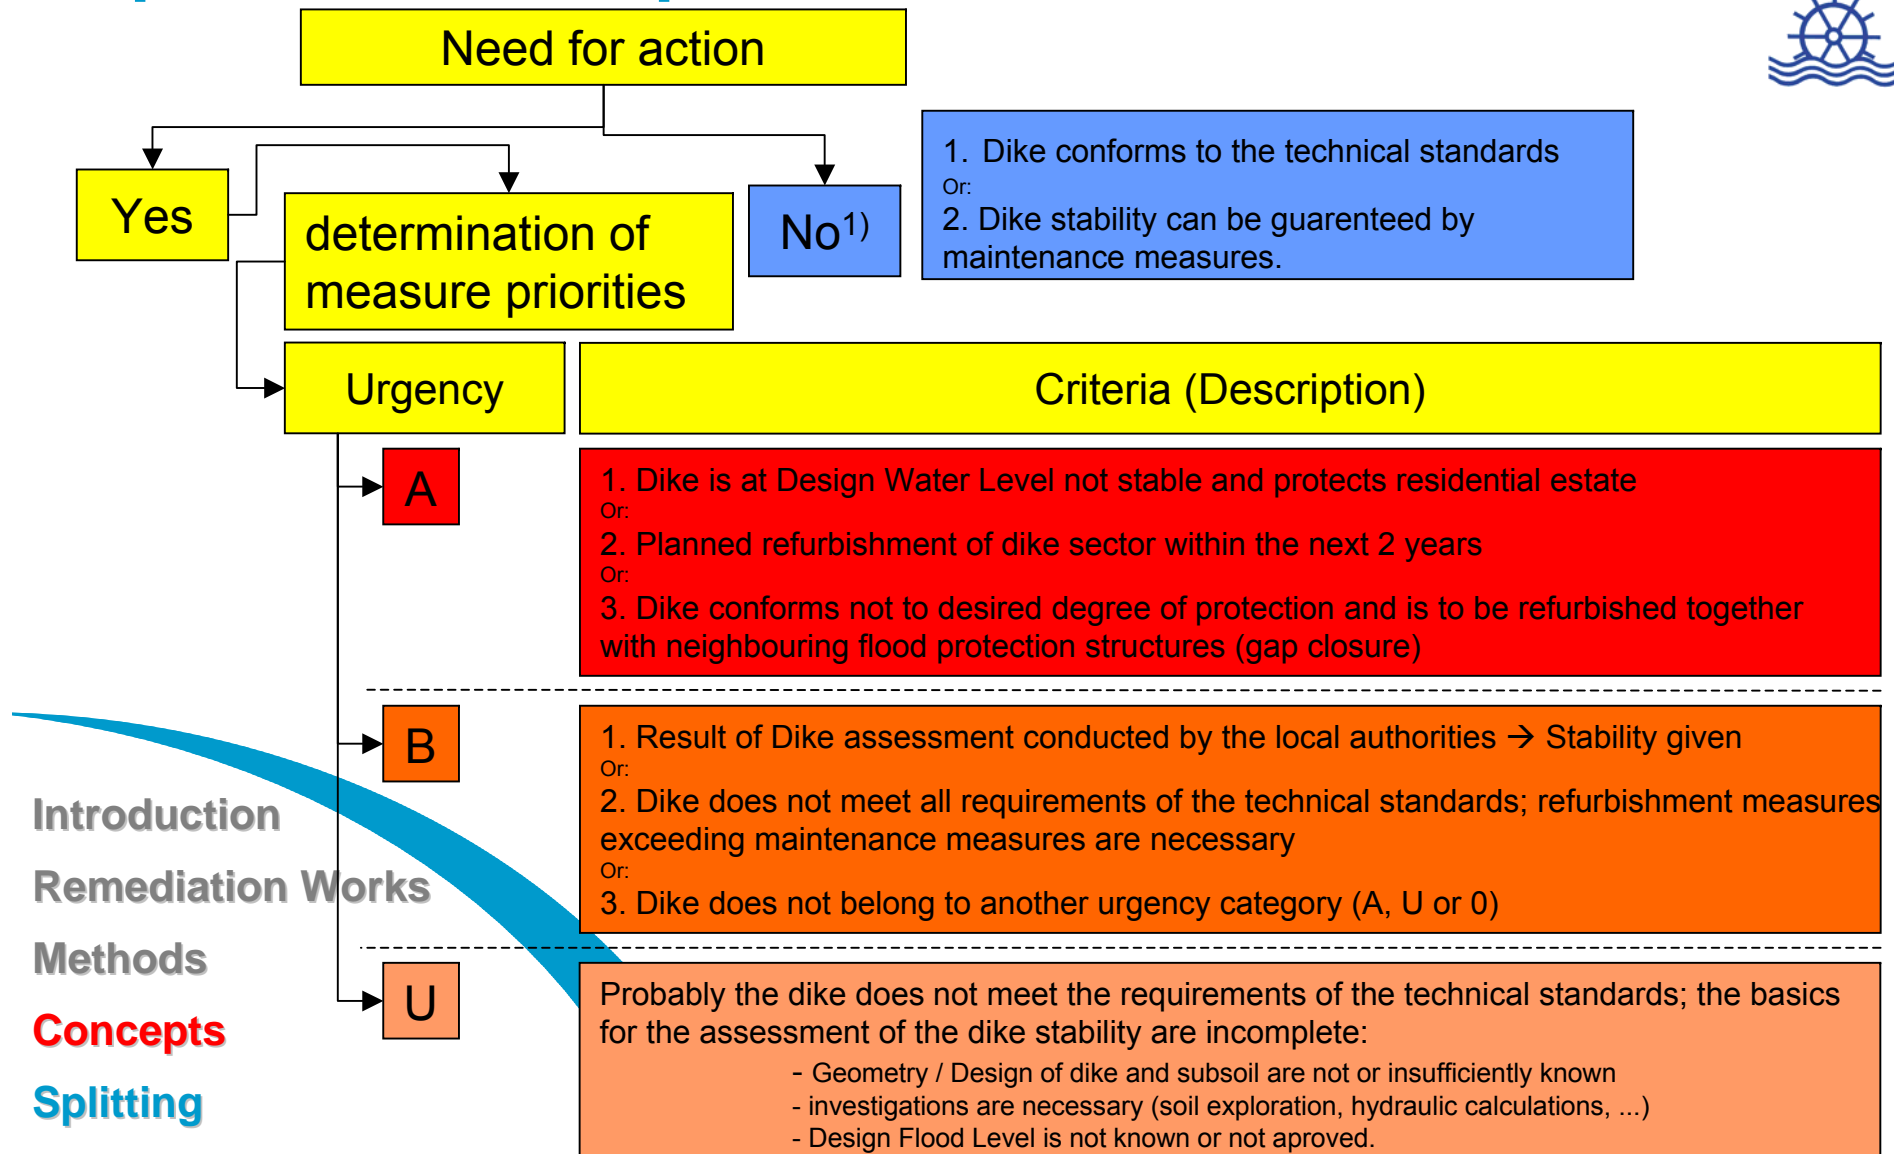 Need for action
Yes
determination of
measure priorities
No1)
1. Dike conforms to the technical standards
Or:
2. Dike stability can be guarenteed by
maintenance measures.
Urgency
Criteria (Description)
A
1. Dike is at Design Water Level not stable and protects residential estate
Or:
2. Planned refurbishment of dike sector within the next 2 years
Or:
3. Dike conforms not to desired degree of protection and is to be refurbished together
with neighbouring flood protection structures (gap closure)
B
1. Result of Dike assessment conducted by the local authorities → Stability given
Or:
2. Dike does not meet all requirements of the technical standards; refurbishment measures
exceeding maintenance measures are necessary
Or:
3. Dike does not belong to another urgency category (A, U or 0)
U
Probably the dike does not meet the requirements of the technical standards; the basics
for the assessment of the dike stability are incomplete:
- Geometry / Design of dike and subsoil are not or insufficiently known
- investigations are necessary (soil exploration, hydraulic calculations, ...)
- Design Flood Level is not known or not aproved.
Introduction
Remediation Works
Methods
Concepts
Splitting